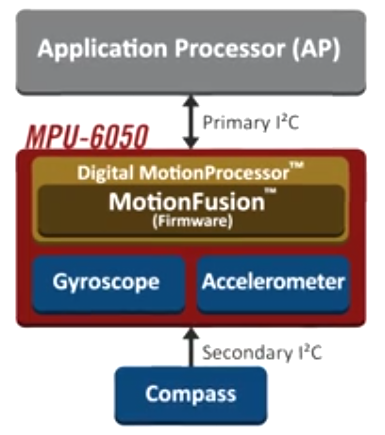 Application Processor (AP)
Primary I²C
MPU-6050
Digital MotionProcessor™
MotionFusion™
(Firmware)
Gyroscope
Accelerometer
Secondary I²C
Compass